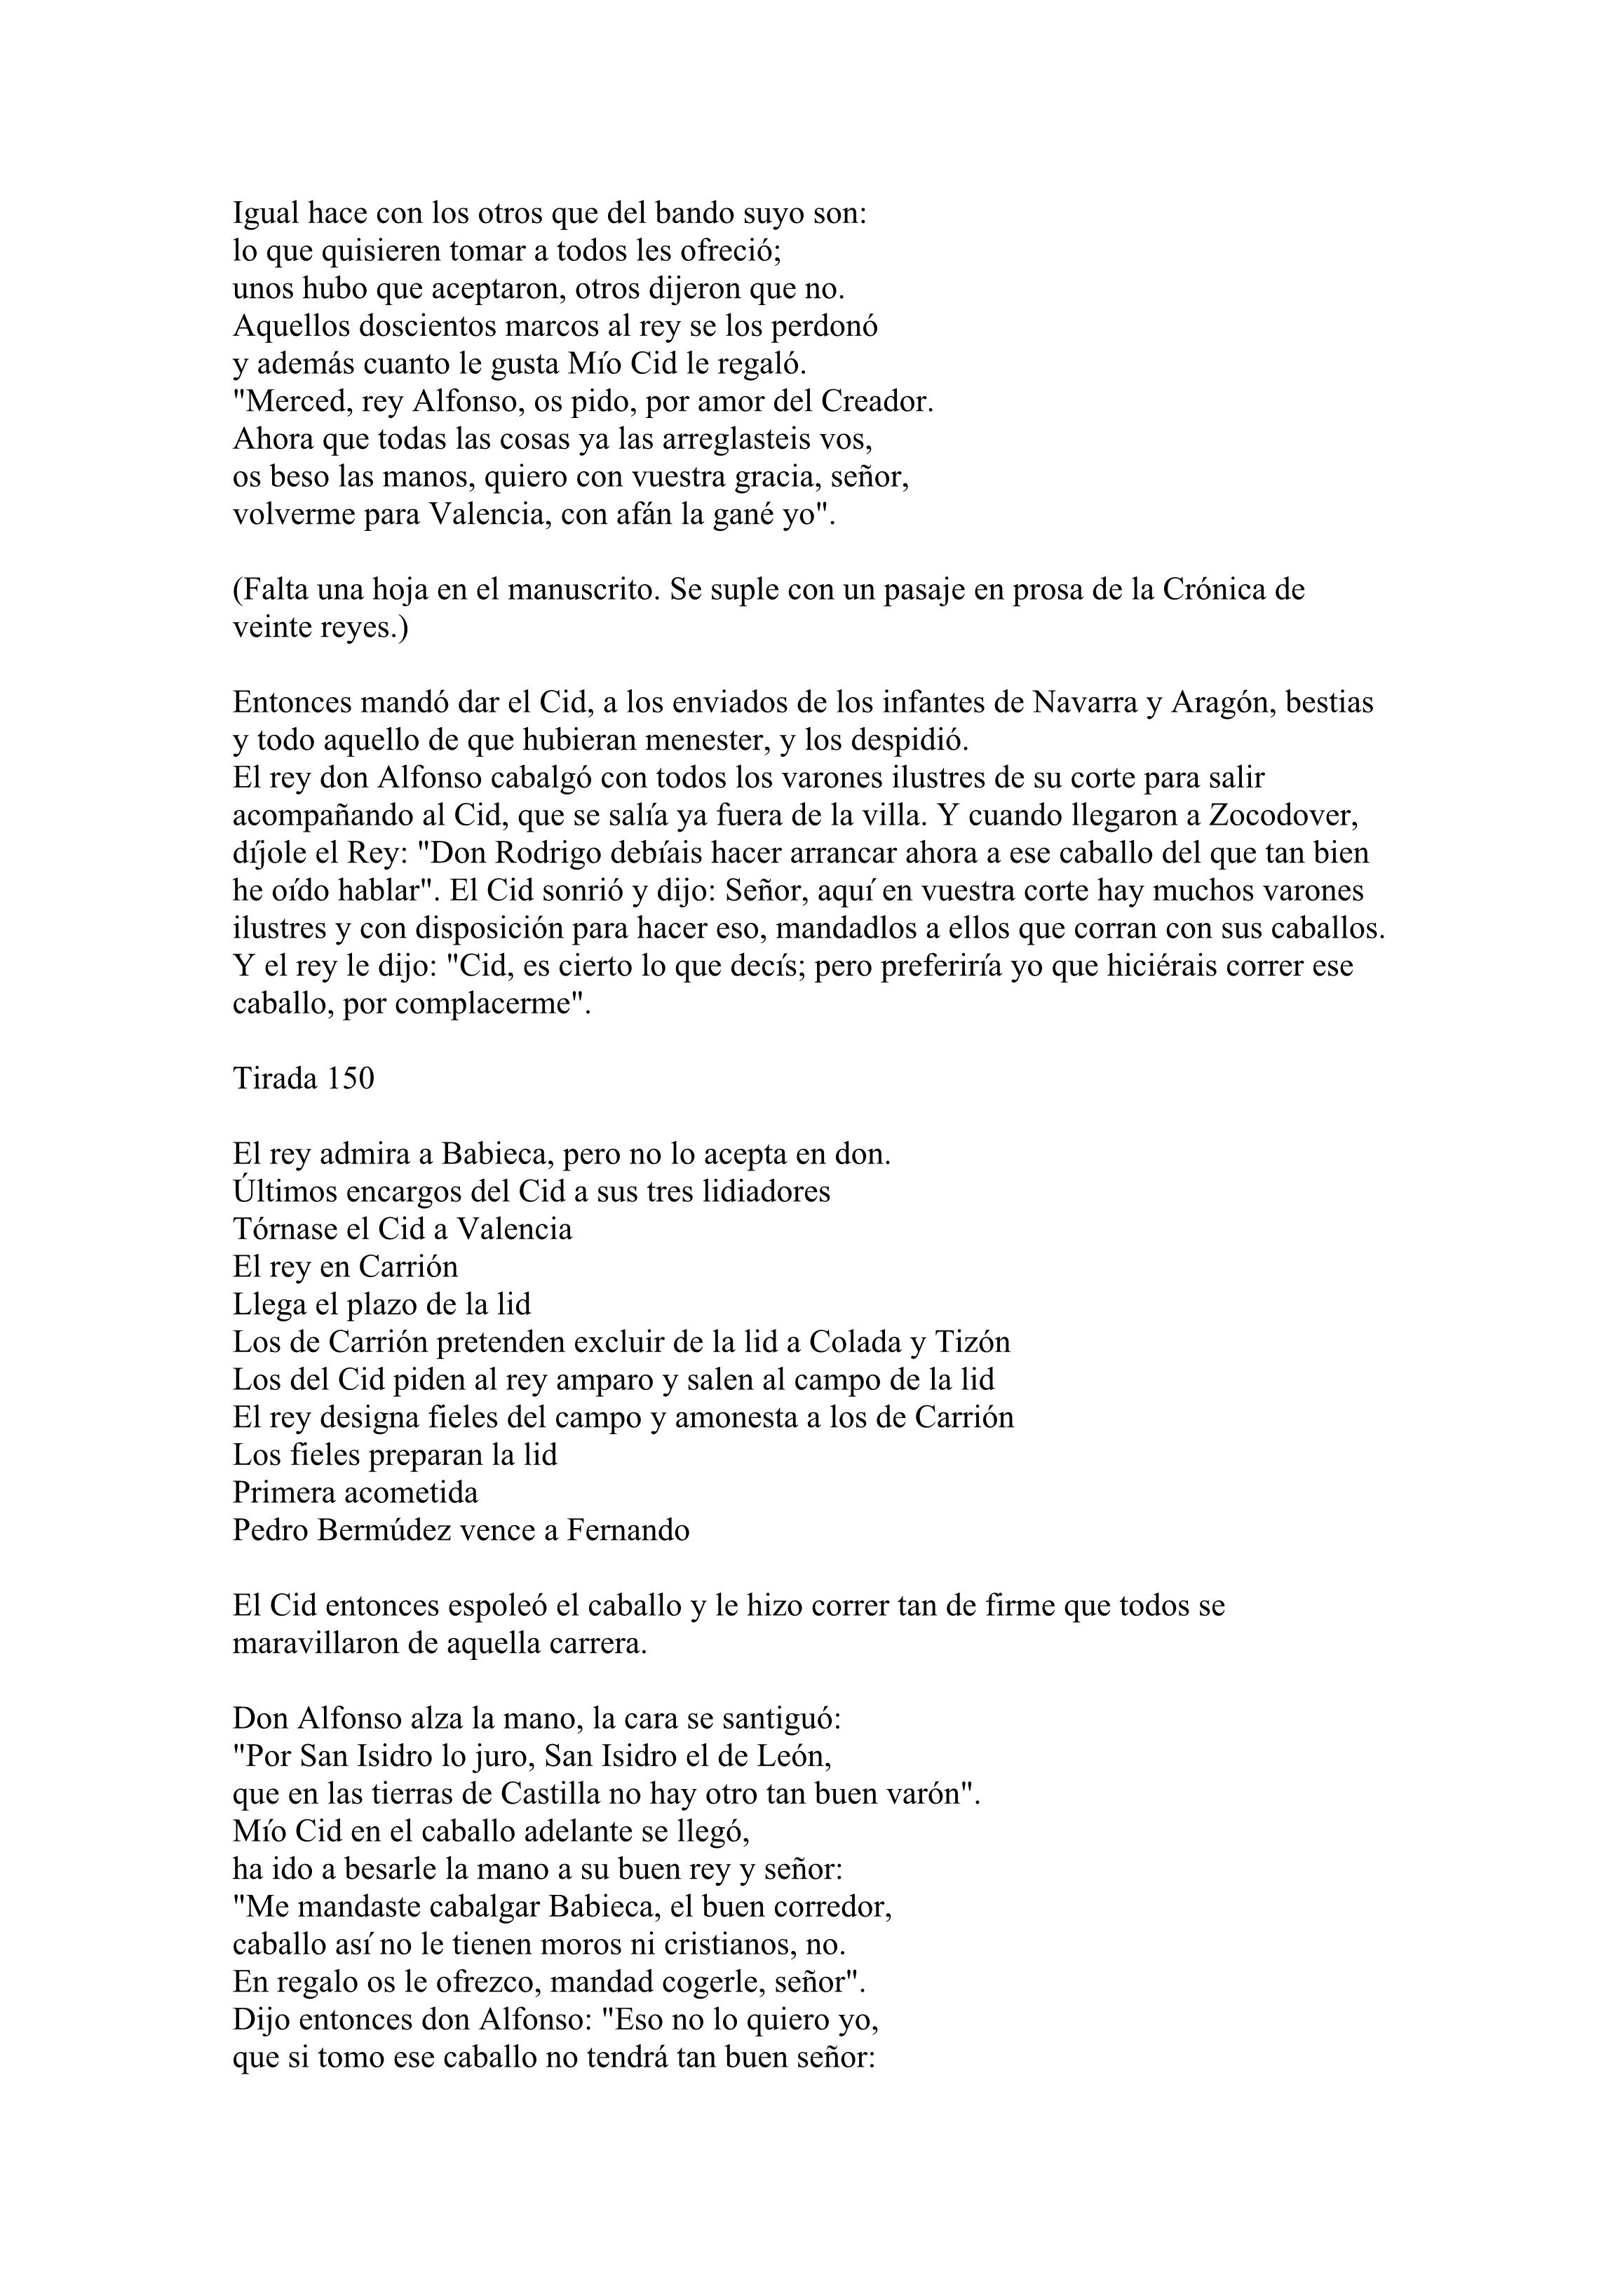 Igual hace con los otros que del bando suyo son:
lo que quisieren tomar a todos les ofreció;
unos hubo que aceptaron, otros dijeron que no.
Aquellos doscientos marcos al rey se los perdonó
y además cuanto le gusta Mío Cid le regaló.
"Merced, rey Alfonso, os pido, por amor del Creador.
Ahora que todas las cosas ya las arreglasteis vos,
os beso las manos, quiero con vuestra gracia, señor,
volverme para Valencia, con afán la gané yo".
(Falta una hoja en el manuscrito. Se suple con un pasaje en prosa de la Crónica de
veinte reyes.)
Entonces mandó dar el Cid, a los enviados de los infantes de Navarra y Aragón, bestias
y todo aquello de que hubieran menester, y los despidió.
El rey don Alfonso cabalgó con todos los varones ilustres de su corte para salir
acompañando al Cid, que se salía ya fuera de la villa. Y cuando llegaron a Zocodover,
díjole el Rey: "Don Rodrigo debíais hacer arrancar ahora a ese caballo del que tan bien
he oído hablar". El Cid sonrió y dijo: Señor, aquí en vuestra corte hay muchos varones
ilustres y con disposición para hacer eso, mandadlos a ellos que corran con sus caballos.
Y el rey le dijo: "Cid, es cierto lo que decís; pero preferiría yo que hiciérais correr ese
caballo, por complacerme".
Tirada 150
El rey admira a Babieca, pero no lo acepta en don.
Últimos encargos del Cid a sus tres lidiadores
Tórnase el Cid a Valencia
El rey en Carrión
Llega el plazo de la lid
Los de Carrión pretenden excluir de la lid a Colada y Tizón
Los del Cid piden al rey amparo y salen al campo de la lid
El rey designa fieles del campo y amonesta a los de Carrión
Los fieles preparan la lid
Primera acometida
Pedro Bermúdez vence a Fernando
El Cid entonces espoleó el caballo y le hizo correr tan de firme que todos se
maravillaron de aquella carrera.
Don Alfonso alza la mano, la cara se santiguó:
"Por San Isidro lo juro, San Isidro el de León,
que en las tierras de Castilla no hay otro tan buen varón".
Mío Cid en el caballo adelante se llegó,
ha ido a besarle la mano a su buen rey y señor:
"Me mandaste cabalgar Babieca, el buen corredor,
caballo así no le tienen moros ni cristianos, no.
En regalo os le ofrezco, mandad cogerle, señor".
Dijo entonces don Alfonso: "Eso no lo quiero yo,
que si tomo ese caballo no tendrá tan buen señor: